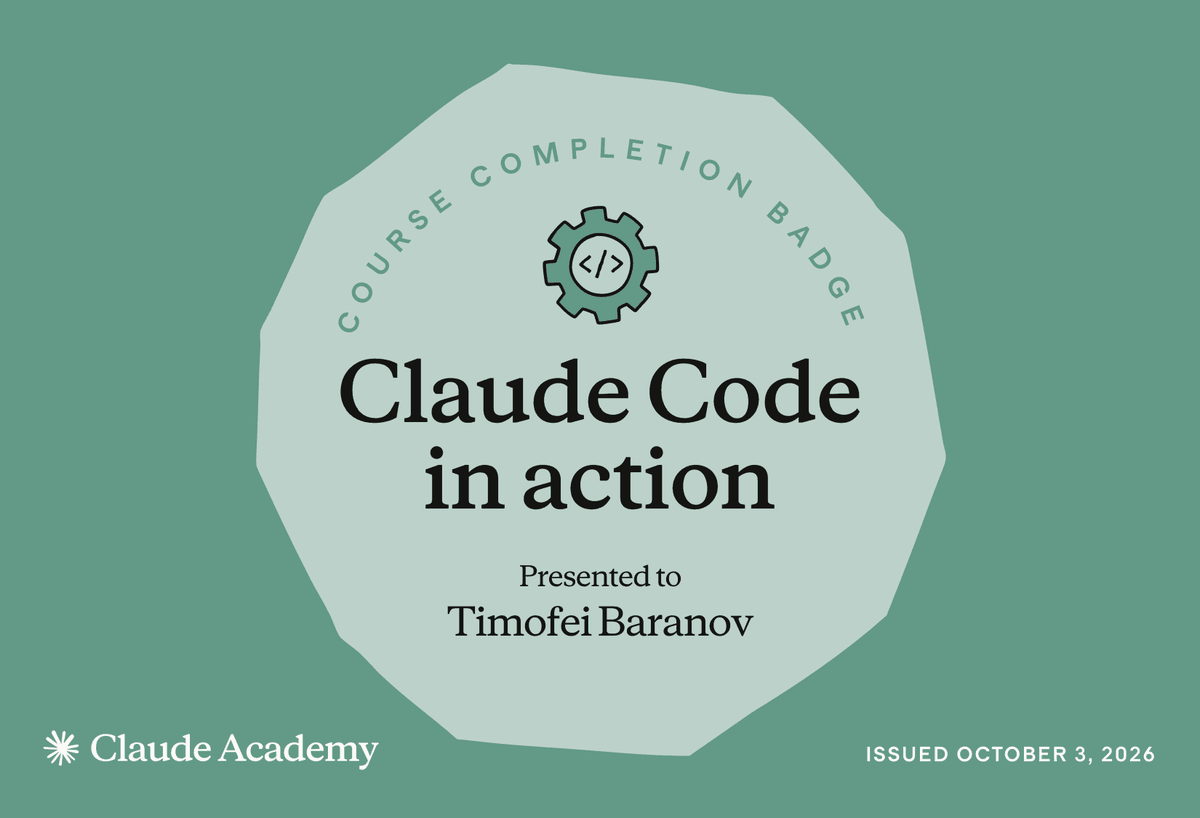 COURSE COMPLETION BADGE
</>
Claude Code
in action
Presented to
Timofei Baranov
Claude Academy
ISSUED OCTOBER 3, 2026